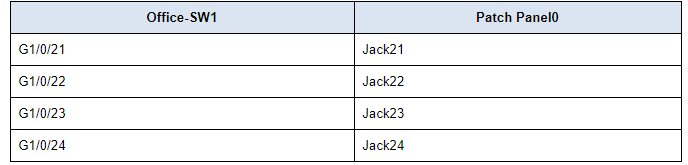 Office-SW1 Patch Panel0
G1/0/21 Jack21
G1/0/22 Jack22
G1/0/23 Jack23
G1/0/24 Jack24